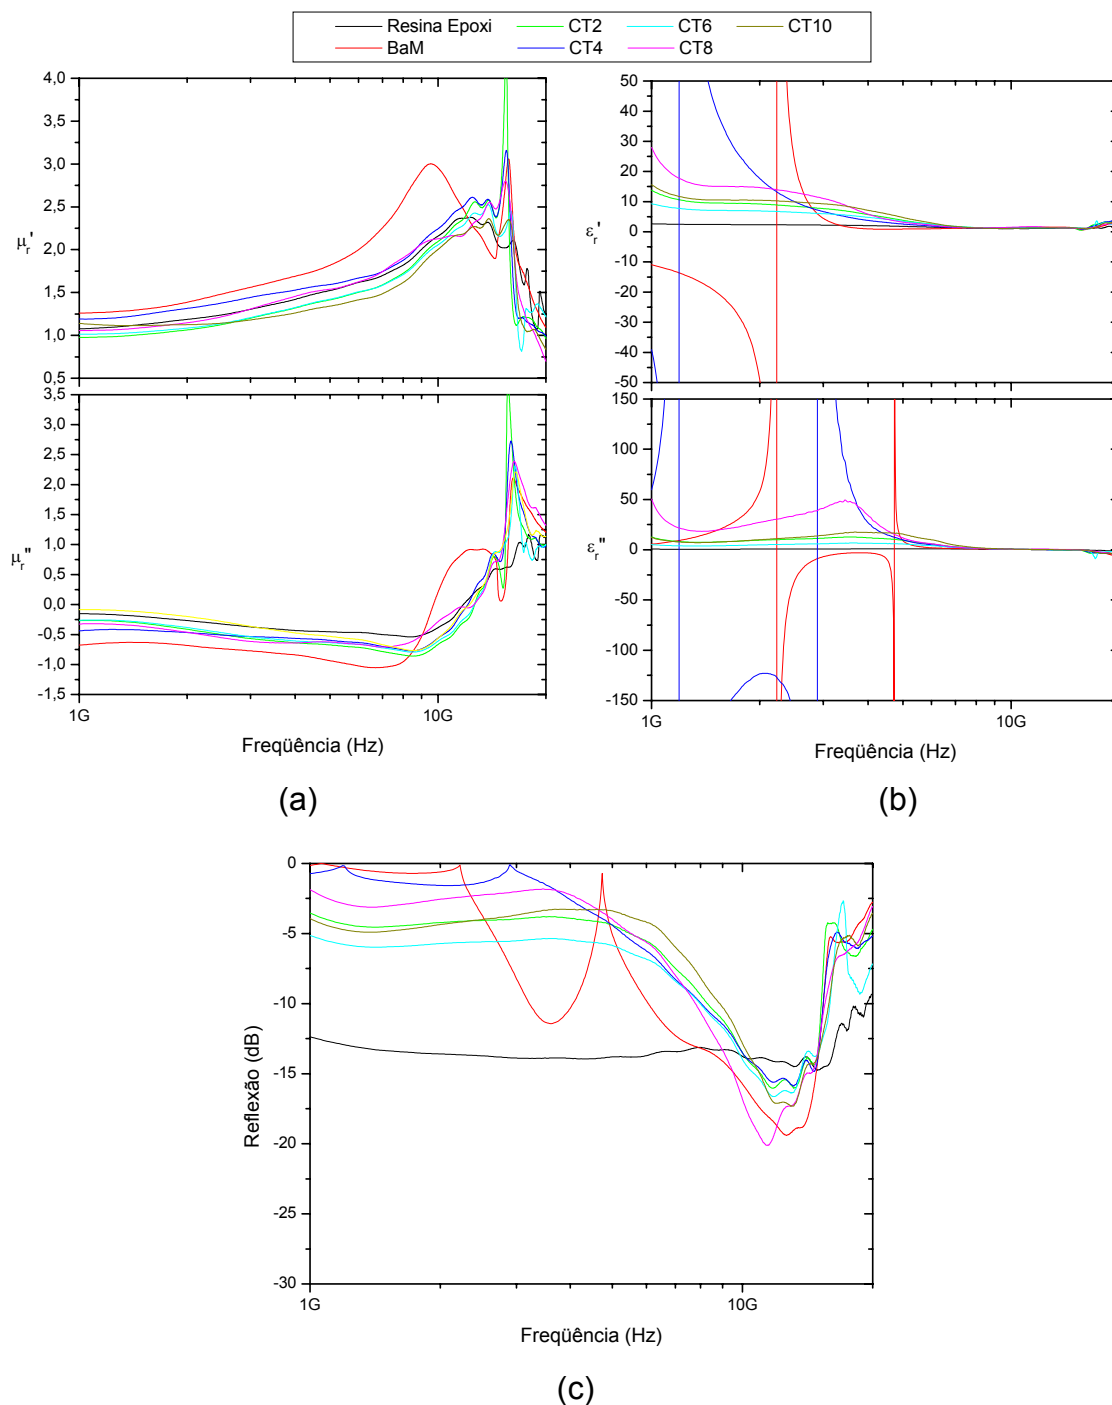 Resina Epoxi CT2 CT6 CT10
BaM CT4 CT8
4,0
3,5
3,0
2,5
2,0
1,5
1,0
0,5
μr'
3,5
3,0
2,5
2,0
1,5
1,0
0,5
0,0
-0,5
-1,0
-1,5
μr"
1G 10G
Freqüência (Hz)
(a)
50
40
30
20
10
0
-10
-20
-30
-40
-50
εr'
150
100
50
0
-50
-100
-150
εr"
1G 10G
Freqüência (Hz)
(b)
0
-5
-10
-15
-20
-25
-30
Reflexão (dB)
1G 10G
Freqüência (Hz)
(c)